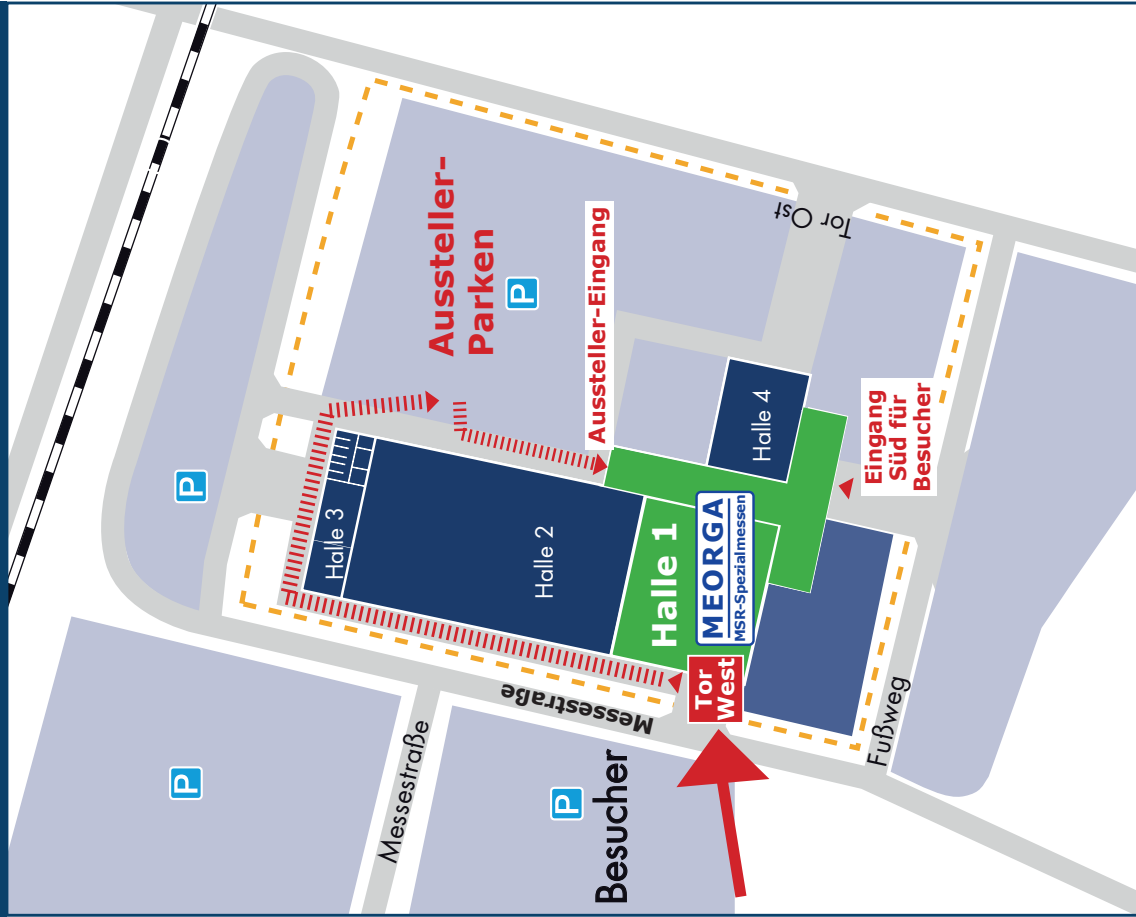 Aussteller-
Parken
P
Aussteller-Eingang
Tor Ost
Halle 4
Eingang
Süd für
Besucher
P
Halle 3
Halle 2
Halle 1
MEORGA
MSR-Spezialmessen
Tor
West
Messestraße
Fußweg
Messestraße
P
P
Besucher